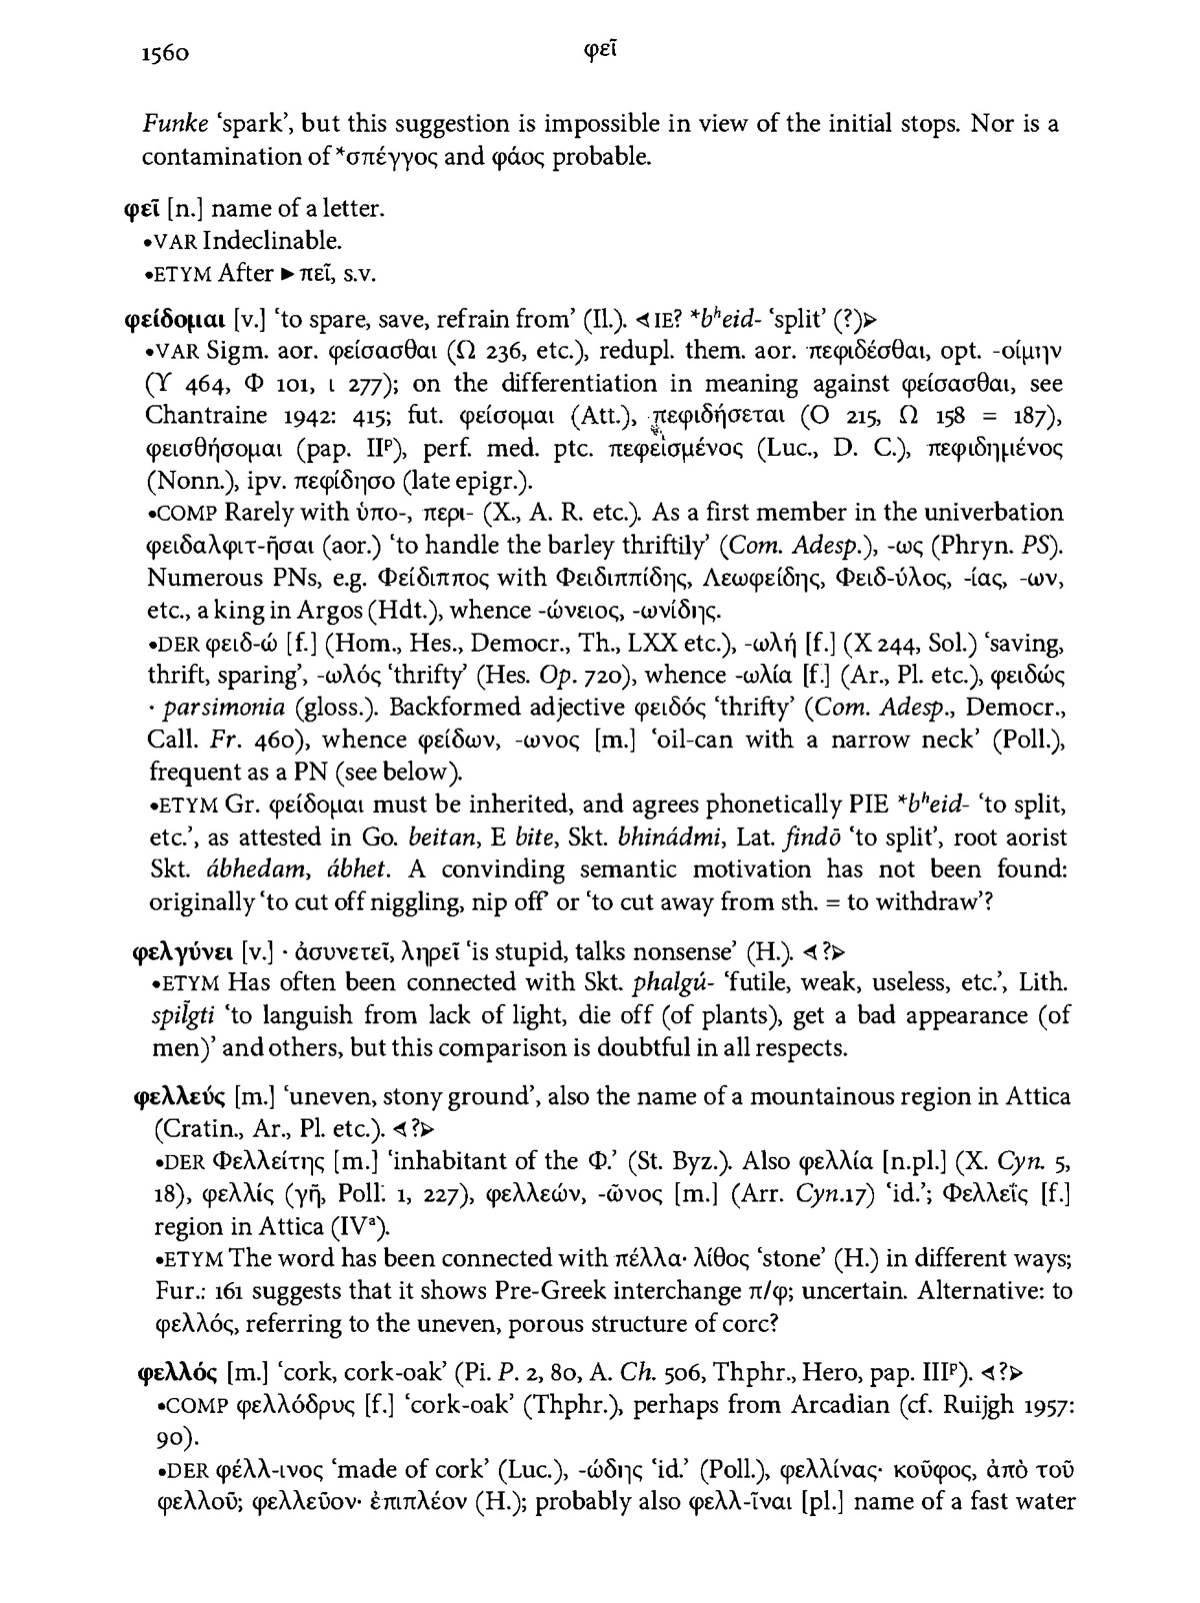 1560 φεῖ
Funke ‘spark’, but this suggestion is impossible in view of the initial stops. Nor is a
contamination of *σπέγγος and φάος probable.
φεῖ [n.] name of a letter.
•VAR Indeclinable.
•ETYM After ►πεῖ, s.v.
φείδομαι [v.] ‘to spare, save, refrain from’ (Il.). ⋖IE? *bʰeid- ‘split’ (?)⋗
•VAR Sigm. aor. φείσασθαι (Ω 236, etc.), redupl. them. aor. πεφιδέσθαι, opt. -οίμην
(Υ 464, Φ 101, ι 277); on the differentiation in meaning against φείσασθαι, see
Chantraine 1942: 415; fut. φείσομαι (Att.), πεφιδήσεται (Ο 215, Ω 158 = 187),
φεισθήσομαι (pap. IIᵖ), perf. med. ptc. πεφεισμένος (Luc., D. C.), πεφιδημένος
(Nonn.), ipv. πεφίδησο (late epigr.).
•COMP Rarely with ὑπο-, περι- (X., A. R. etc.). As a first member in the univerbation
φειδαλφιτ-ῆσαι (aor.) ‘to handle the barley thriftily’ (Com. Adesp.), -ως (Phryn. PS).
Numerous PNs, e.g. Φείδιππος with Φειδιππίδης, Λεωφείδης, Φειδ-ύλος, -ίας, -ων,
etc., a king in Argos (Hdt.), whence -ώνειος, -ωνίδης.
•DER φειδ-ώ [f.] (Hom., Hes., Democr., Th., LXX etc.), -ωλή [f.] (Χ 244, Sol.) ‘saving,
thrift, sparing’, -ωλός ‘thrifty’ (Hes. Op. 720), whence -ωλία [f.] (Ar., Pl. etc.), φειδώς
· parsimonia (gloss.). Backformed adjective φειδός ‘thrifty’ (Com. Adesp., Democr.,
Call. Fr. 460), whence φείδων, -ωνος [m.] ‘oil-can with a narrow neck’ (Poll.),
frequent as a PN (see below).
•ETYM Gr. φείδομαι must be inherited, and agrees phonetically PIE *bʰeid- ‘to split,
etc.’, as attested in Go. beitan, E bite, Skt. bhinádmi, Lat. findō ‘to split’, root aorist
Skt. ábhedam, ábhet. A convinding semantic motivation has not been found:
originally ‘to cut off niggling, nip off’ or ‘to cut away from sth. = to withdraw’?
φελγύνει [v.] · ἀσυνετεῖ, ληρεῖ ‘is stupid, talks nonsense’ (H.). ⋖?⋗
•ETYM Has often been connected with Skt. phalgú- ‘futile, weak, useless, etc.’, Lith.
spil̃gti ‘to languish from lack of light, die off (of plants), get a bad appearance (of
men)’ and others, but this comparison is doubtful in all respects.
φελλεύς [m.] ‘uneven, stony ground’, also the name of a mountainous region in Attica
(Cratin., Ar., Pl. etc.). ⋖?⋗
•DER Φελλείτης [m.] ‘inhabitant of the Φ.’ (St. Byz.). Also φελλία [n.pl.] (X. Cyn. 5,
18), φελλίς (γῆ, Poll. 1, 227), φελλεών, -ῶνος [m.] (Arr. Cyn.17) ‘id.’; Φελλεΐς [f.]
region in Attica (IVᵃ).
•ETYM The word has been connected with πέλλα· λίθος ‘stone’ (H.) in different ways;
Fur.: 161 suggests that it shows Pre-Greek interchange π/φ; uncertain. Alternative: to
φελλός, referring to the uneven, porous structure of corc?
φελλός [m.] ‘cork, cork-oak’ (Pi. P. 2, 80, A. Ch. 506, Thphr., Hero, pap. IIIᵖ). ⋖?⋗
•COMP φελλόδρυς [f.] ‘cork-oak’ (Thphr.), perhaps from Arcadian (cf. Ruijgh 1957:
90).
•DER φέλλ-ινος ‘made of cork’ (Luc.), -ώδης ‘id.’ (Poll.), φελλίνας· κοῦφος, ἀπὸ τοῦ
φελλοῦ; φελλεῦον· ἐπιπλέον (H.); probably also φελλ-ῖναι [pl.] name of a fast water